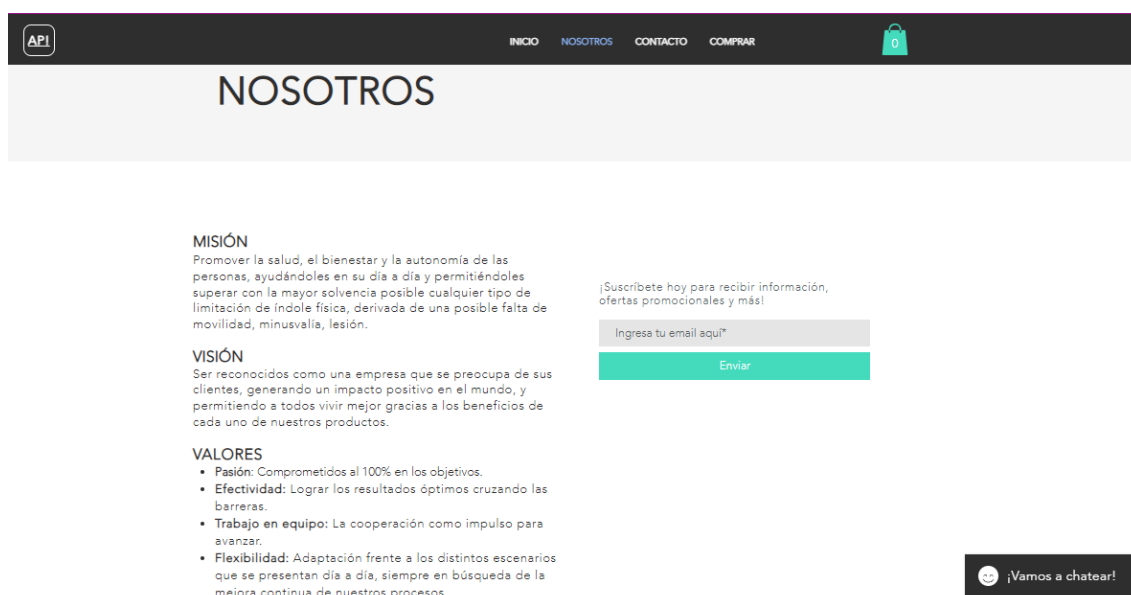 API
INICIO NOSOTROS CONTACTO COMPRAR
0
NOSOTROS
MISIÓN
Promover la salud, el bienestar y la autonomía de las
personas, ayudándoles en su día a día y permitiéndoles
superar con la mayor solvencia posible cualquier tipo de
limitación de índole física, derivada de una posible falta de
movilidad, minusvalía, lesión.
VISIÓN
Ser reconocidos como una empresa que se preocupa de sus
clientes, generando un impacto positivo en el mundo, y
permitiendo a todos vivir mejor gracias a los beneficios de
cada uno de nuestros productos.
VALORES
• Pasión: Comprometidos al 100% en los objetivos.
• Efectividad: Lograr los resultados óptimos cruzando las
barreras.
• Trabajo en equipo: La cooperación como impulso para
avanzar.
• Flexibilidad: Adaptación frente a los distintos escenarios
que se presentan día a día, siempre en búsqueda de la
mejora continua de nuestros procesos
¡Suscríbete hoy para recibir información,
ofertas promocionales y más!
Ingresa tu email aquí*
Enviar
¡Vamos a chatear!